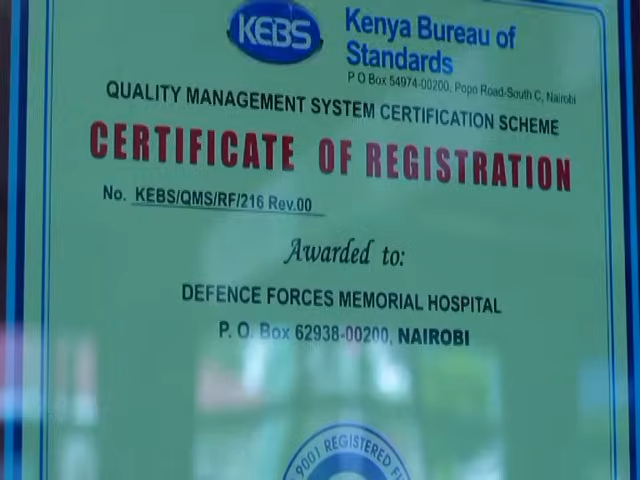 KEBS
Kenya Bureau of
Standards
P O Box 54974-00200, Popo Road-South C, Nairobi
QUALITY MANAGEMENT SYSTEM CERTIFICATION SCHEME
CERTIFICATE OF REGISTRATION
No. KEBS/QMS/RF/216 Rev.00
Awarded to:
DEFENCE FORCES MEMORIAL HOSPITAL
P. O. Box 62938-00200, NAIROBI
9001 REGISTERED